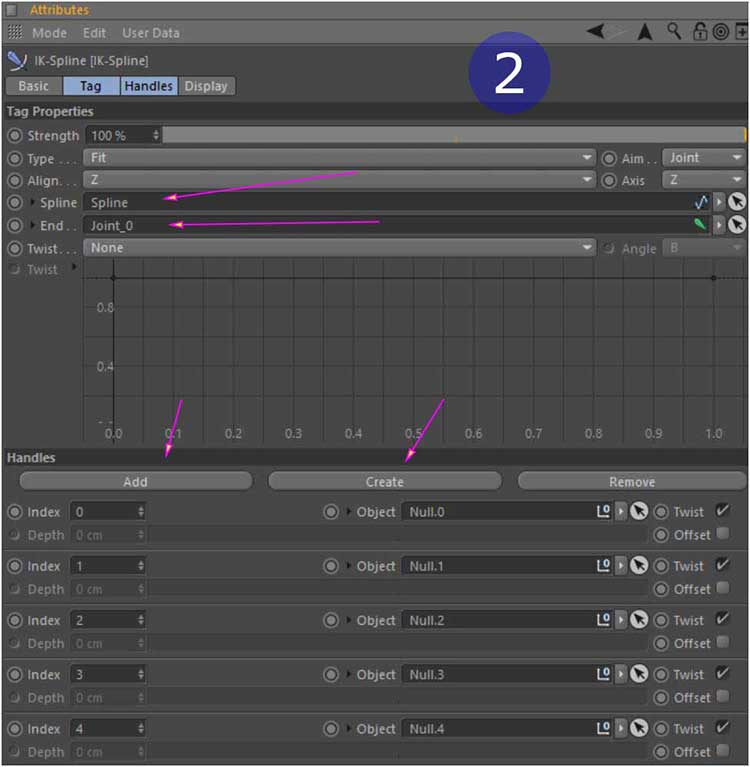 Attributes
Mode Edit User Data
IK-Spline [IK-Spline]
2
Basic Tag Handles Display
Tag Properties
Strength 100 %
Type . . . Fit Aim . . Joint
Align. . . Z Axis Z
Spline Spline
End . . Joint_0
Twist. . . None Angle B
Twist
0.8
0.4
0.0 0.1 0.2 0.3 0.4 0.5 0.6 0.7 0.8 0.9 1.0
Handles
Add Create Remove
Index 0 Object Null.0 Twist
Depth 0 cm Offset
Index 1 Object Null.1 Twist
Depth 0 cm Offset
Index 2 Object Null.2 Twist
Depth 0 cm Offset
Index 3 Object Null.3 Twist
Depth 0 cm Offset
Index 4 Object Null.4 Twist
Depth 0 cm Offset